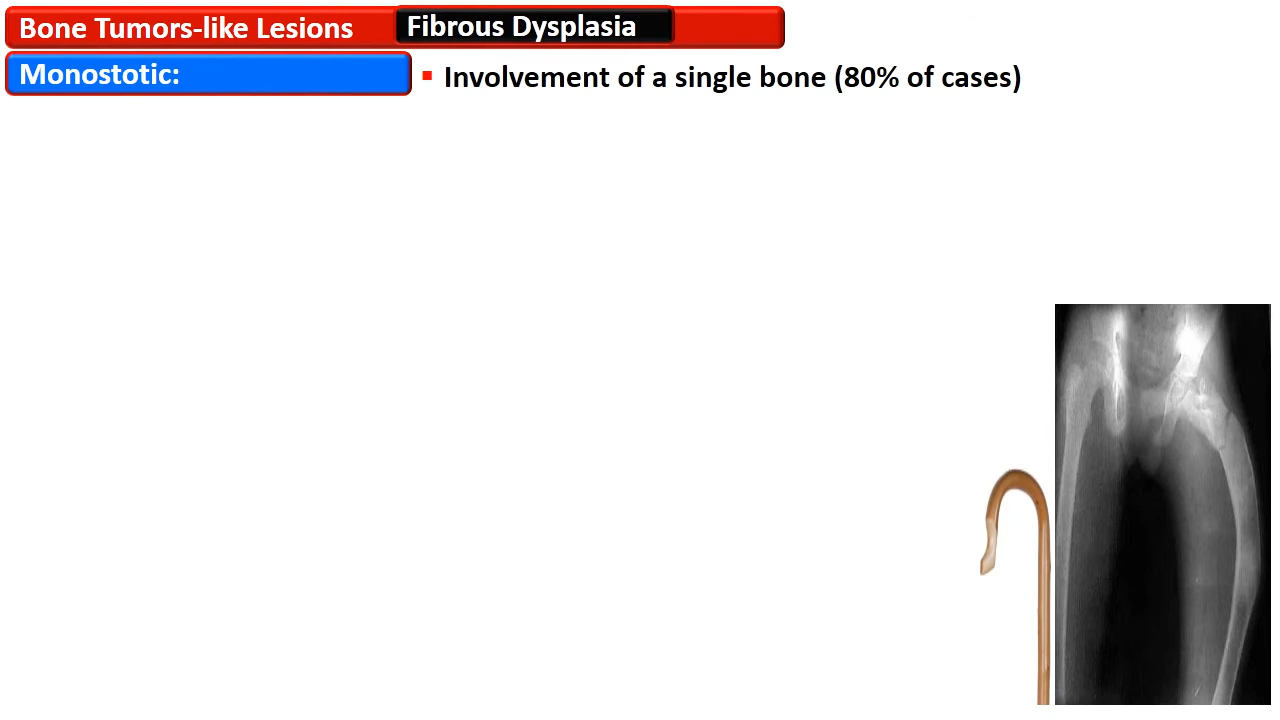 Bone Tumors-like Lesions Fibrous Dysplasia
Monostotic: ▪ Involvement of a single bone (80% of cases)